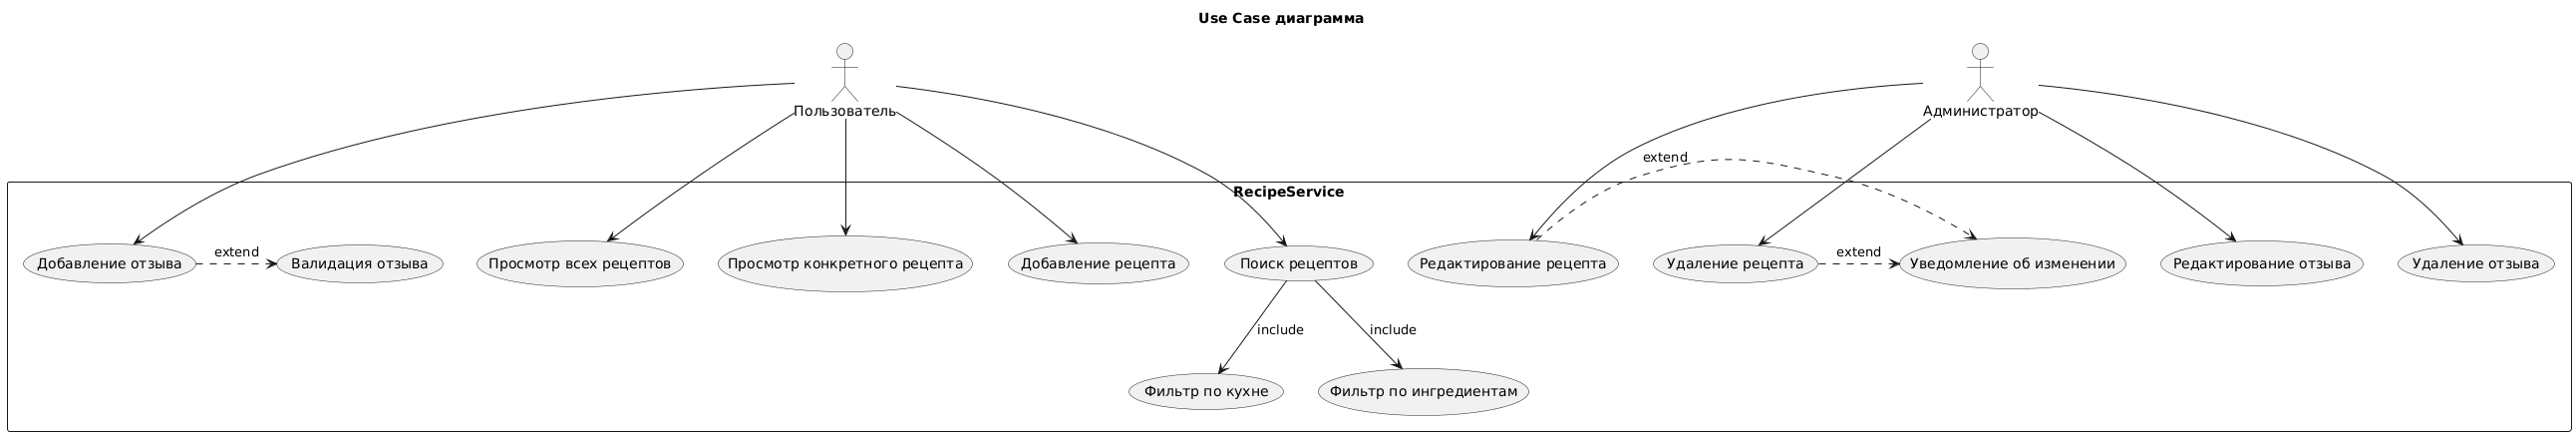 Use Case диаграмма
Пользователь
Администратор
extend
RecipeService
extend
extend
Добавление отзыва
Валидация отзыва
Просмотр всех рецептов
Просмотр конкретного рецепта
Добавление рецепта
Поиск рецептов
Редактирование рецепта
Удаление рецепта
Уведомление об изменении
Редактирование отзыва
Удаление отзыва
include
include
Фильтр по кухне
Фильтр по ингредиентам